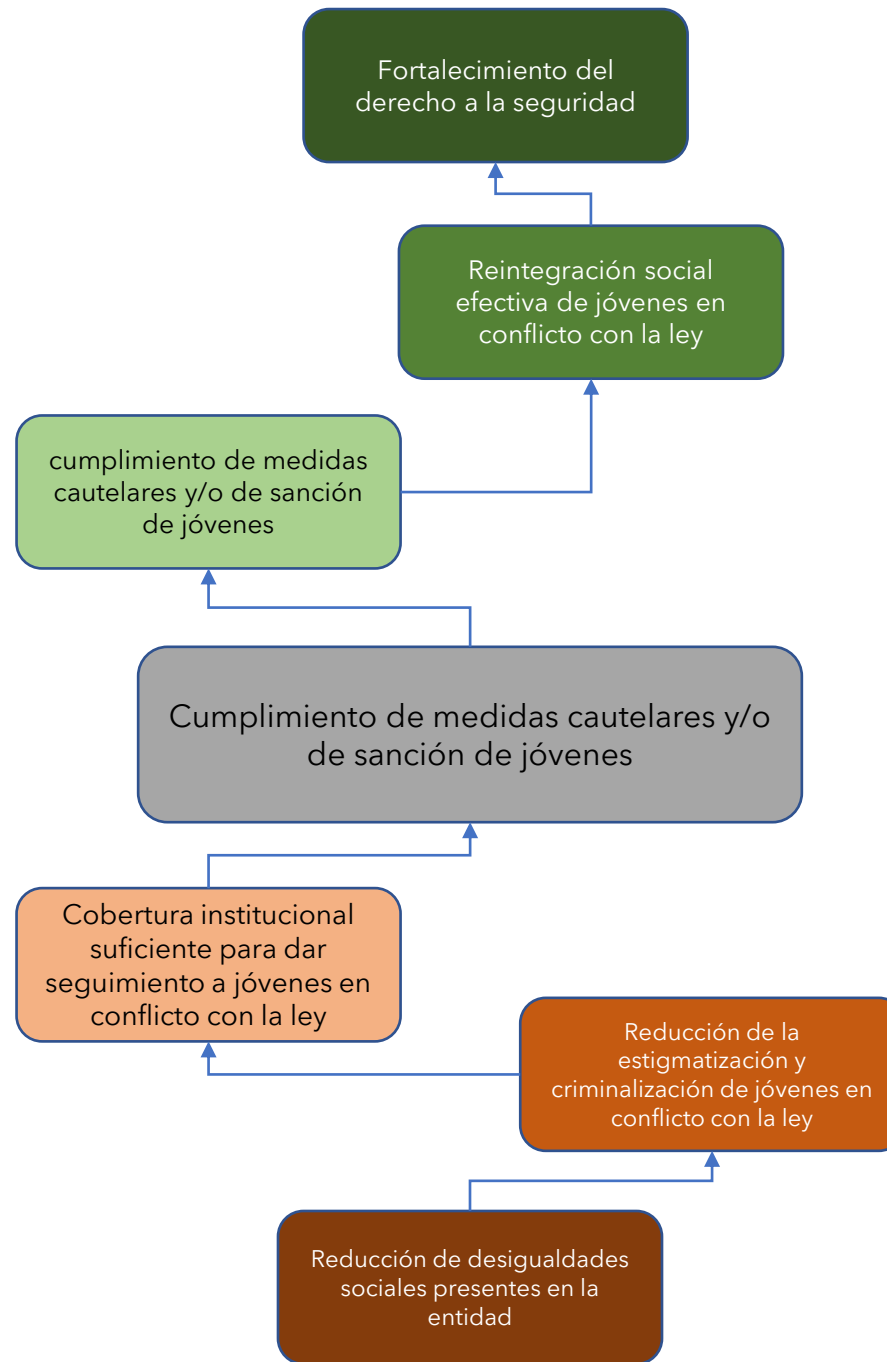 Fortalecimiento del
derecho a la seguridad
Reintegración social
efectiva de jóvenes en
conflicto con la ley
cumplimiento de medidas
cautelares y/o de sanción
de jóvenes
Cumplimiento de medidas cautelares y/o
de sanción de jóvenes
Cobertura institucional
suficiente para dar
seguimiento a jóvenes en
conflicto con la ley
Reducción de la
estigmatización y
criminalización de jóvenes en
conflicto con la ley
Reducción de desigualdades
sociales presentes en la
entidad